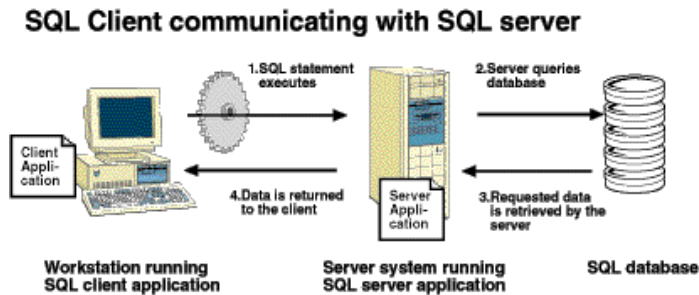 SQL Client communicating with SQL server
1.SQL statement
executes
2.Server queries
database
Client
Appli-
cation
4.Data is returned
to the client
Server
Appli-
cation
3.Requested data
is retrieved by the
server
Workstation running
SQL client application
Server system running
SQL server application
SQL database